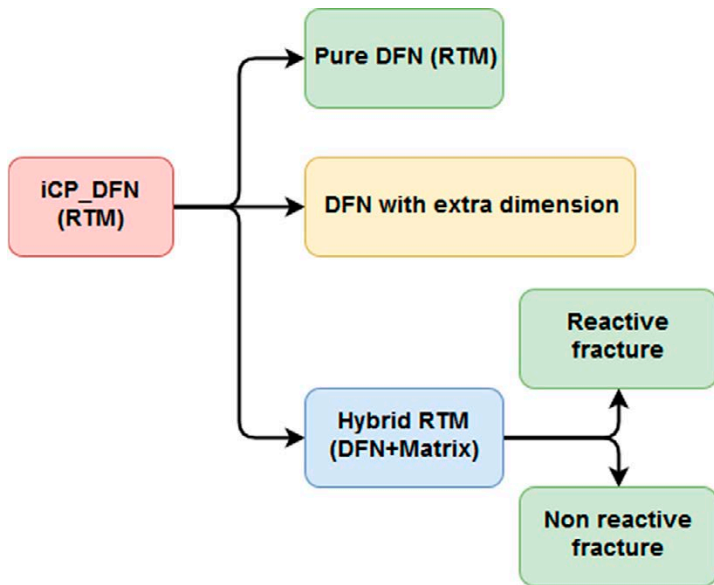 Pure DFN (RTM)
iCP_DFN
(RTM)
DFN with extra dimension
Reactive
fracture
Hybrid RTM
(DFN+Matrix)
Non reactive
fracture